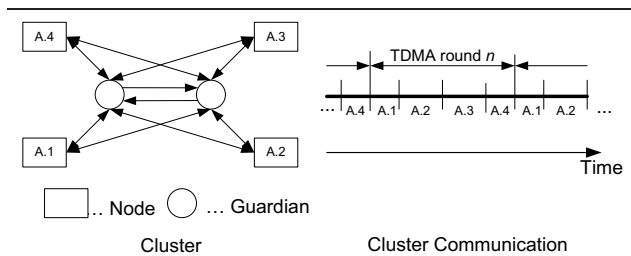 A.4
A.3
A.1
A.2
... Node
... Guardian
Cluster
TDMA round n
... A.4 A.1 A.2 A.3 A.4 A.1 A.2 ...
Time
Cluster Communication